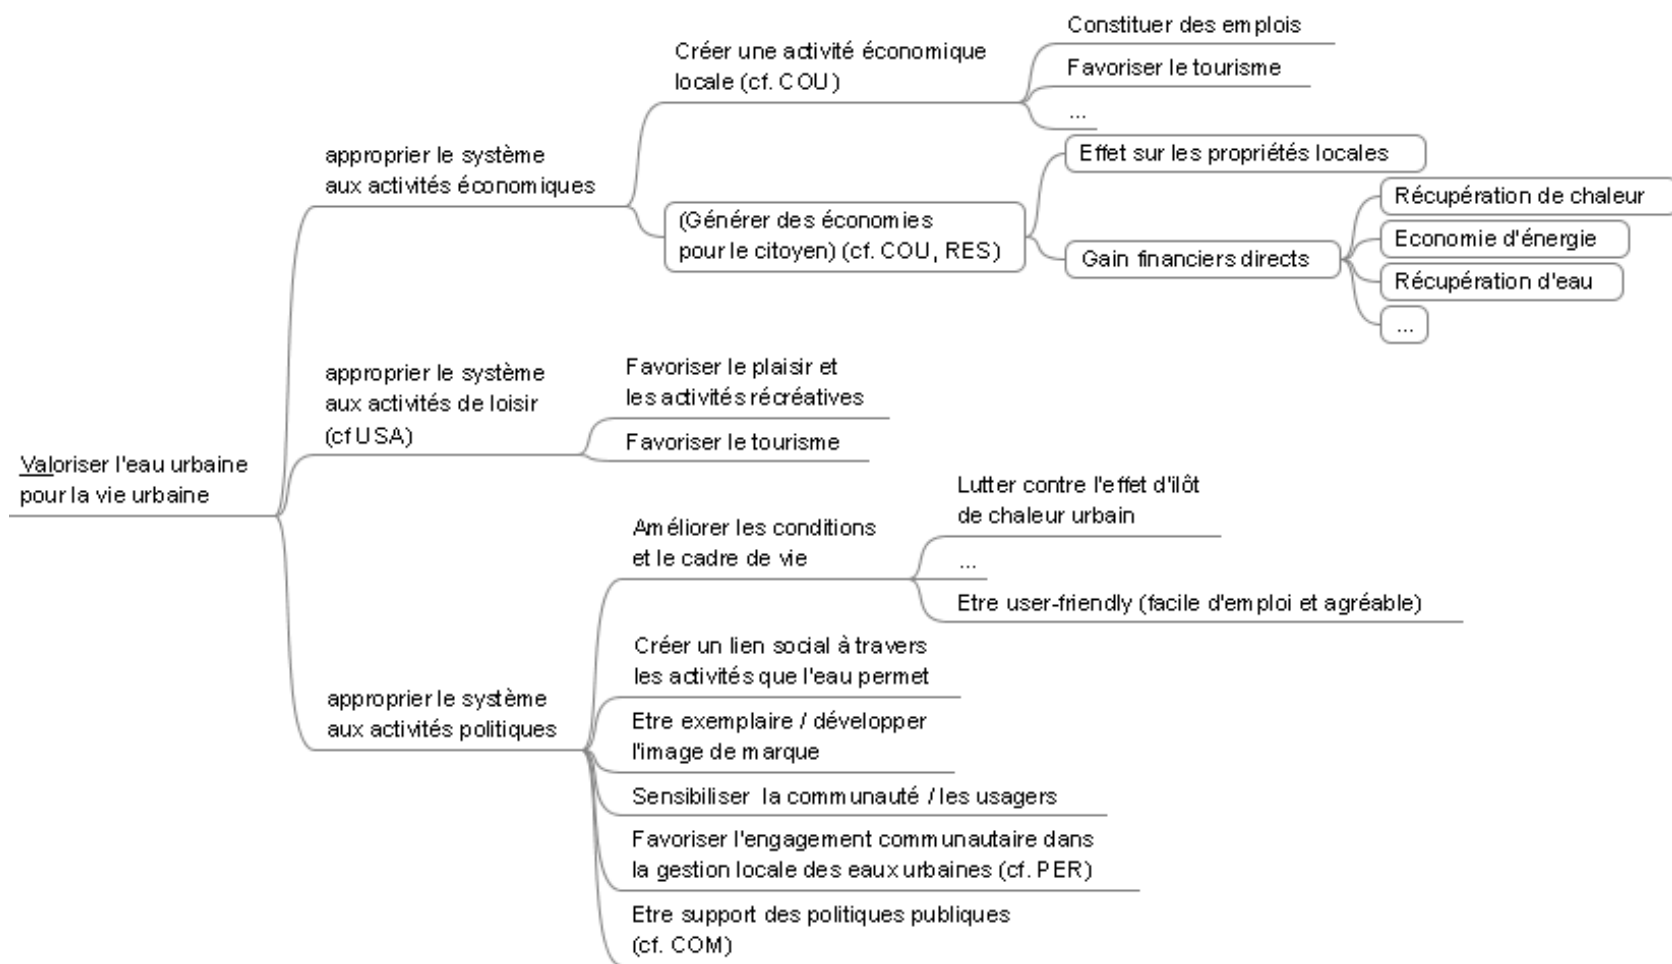 Valoriser l'eau urbaine
pour la vie urbaine
approprier le système
aux activités économiques
Créer une activité économique
locale (cf. COU)
Constituer des emplois
Favoriser le tourisme
...
(Générer des économies
pour le citoyen) (cf. COU, RES)
Effet sur les propriétés locales
Gain financiers directs
Récupération de chaleur
Economie d'énergie
Récupération d'eau
...
approprier le système
aux activités de loisir
(cf USA)
Favoriser le plaisir et
les activités récréatives
Favoriser le tourisme
approprier le système
aux activités politiques
Améliorer les conditions
et le cadre de vie
Lutter contre l'effet d'ilôt
de chaleur urbain
...
Etre user-friendly (facile d'emploi et agréable)
Créer un lien social à travers
les activités que l'eau permet
Etre exemplaire / développer
l'image de marque
Sensibiliser la communauté / les usagers
Favoriser l'engagement communautaire dans
la gestion locale des eaux urbaines (cf. PER)
Etre support des politiques publiques
(cf. COM)